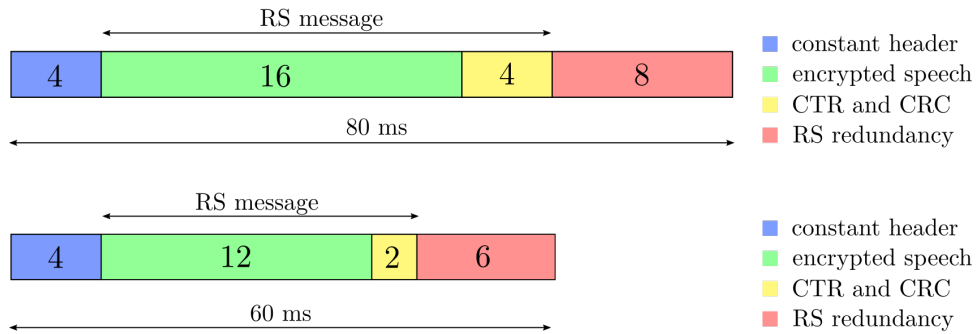 RS message
4 16 4 8
80 ms
constant header
encrypted speech
CTR and CRC
RS redundancy
RS message
4 12 2 6
60 ms
constant header
encrypted speech
CTR and CRC
RS redundancy